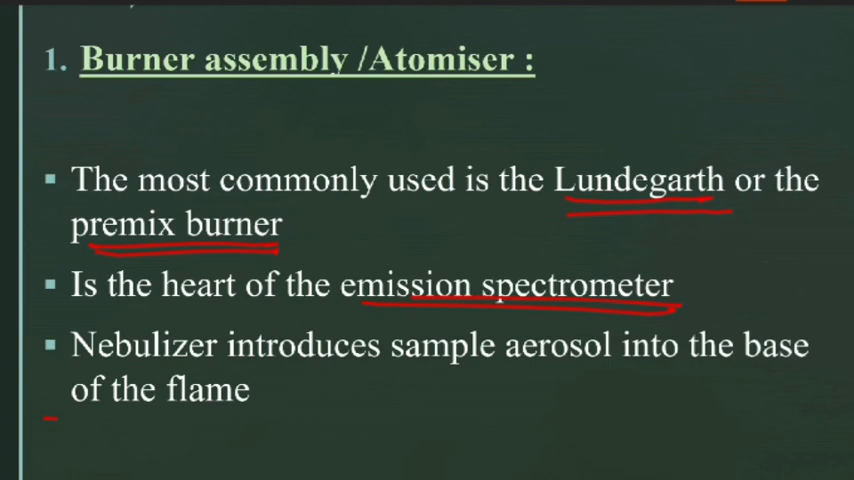 1. Burner assembly /Atomiser :
▪ The most commonly used is the Lundegarth or the
premix burner
▪ Is the heart of the emission spectrometer
▪ Nebulizer introduces sample aerosol into the base
of the flame